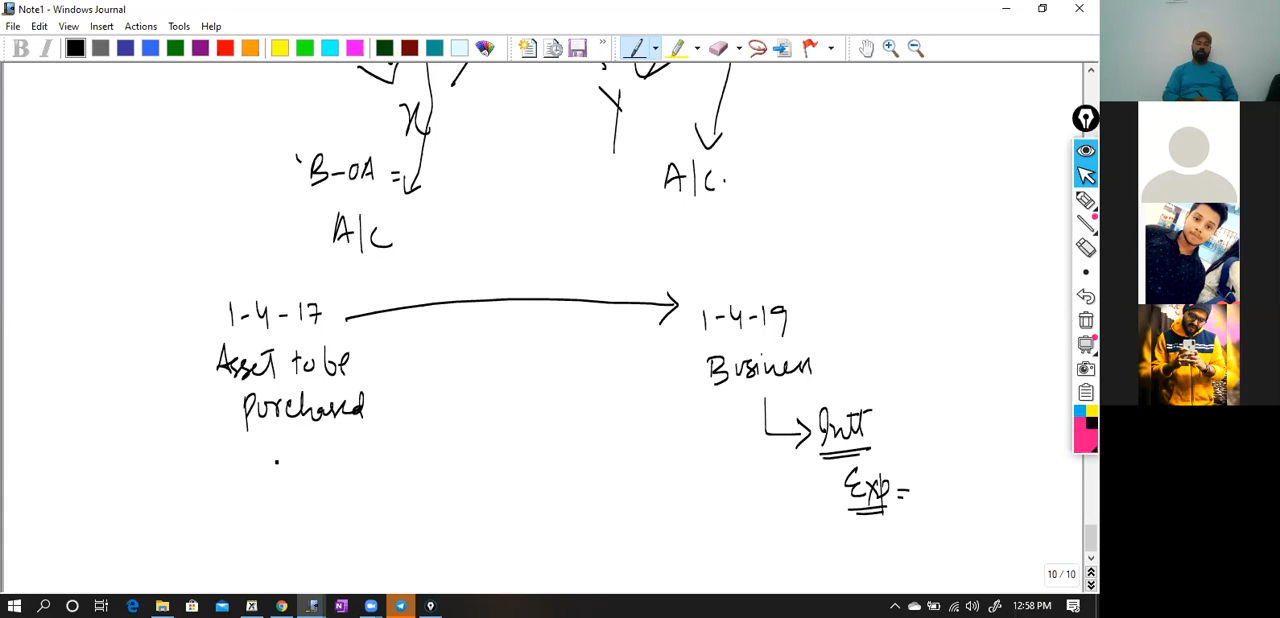 Note1 - Windows Journal
File Edit View Insert Actions Tools Help
B I
x
y
B-OA =
A/C
A/C.
1-4-17
1-4-19
Asset to be
purchased
Business
Intt
Exp =
10 / 10
12:58 PM